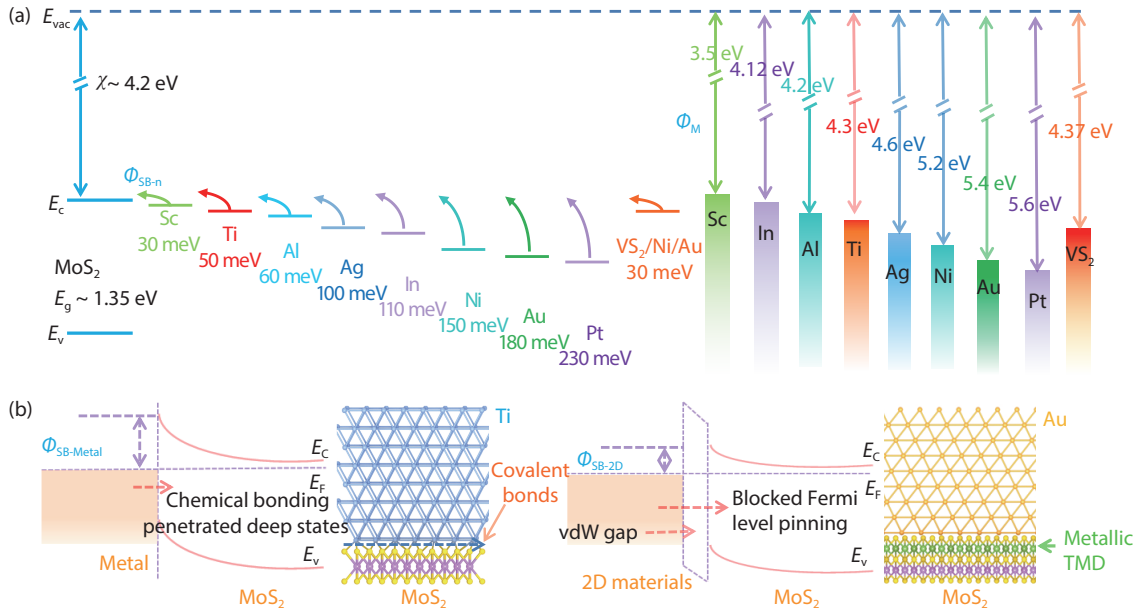 (a)
E_vac
χ~ 4.2 eV
Φ_SB-n
E_c
Sc
30 meV
Ti
50 meV
Al
60 meV
Ag
100 meV
In
110 meV
Ni
150 meV
Au
180 meV
Pt
230 meV
VS₂/Ni/Au
30 meV
MoS₂
E_g ~ 1.35 eV
E_v
Φ_M
3.5 eV
4.12 eV
4.2 eV
4.3 eV
4.6 eV
5.2 eV
5.4 eV
5.6 eV
4.37 eV
Sc
In
Al
Ti
Ag
Ni
Au
Pt
VS₂
(b)
Φ_SB-Metal
E_C
E_F
Chemical bonding
penetrated deep states
E_v
Metal
MoS₂
Ti
Covalent
bonds
MoS₂
Φ_SB-2D
E_C
E_F
Blocked Fermi
level pinning
vdW gap
E_v
2D materials
MoS₂
Au
Metallic
TMD
MoS₂